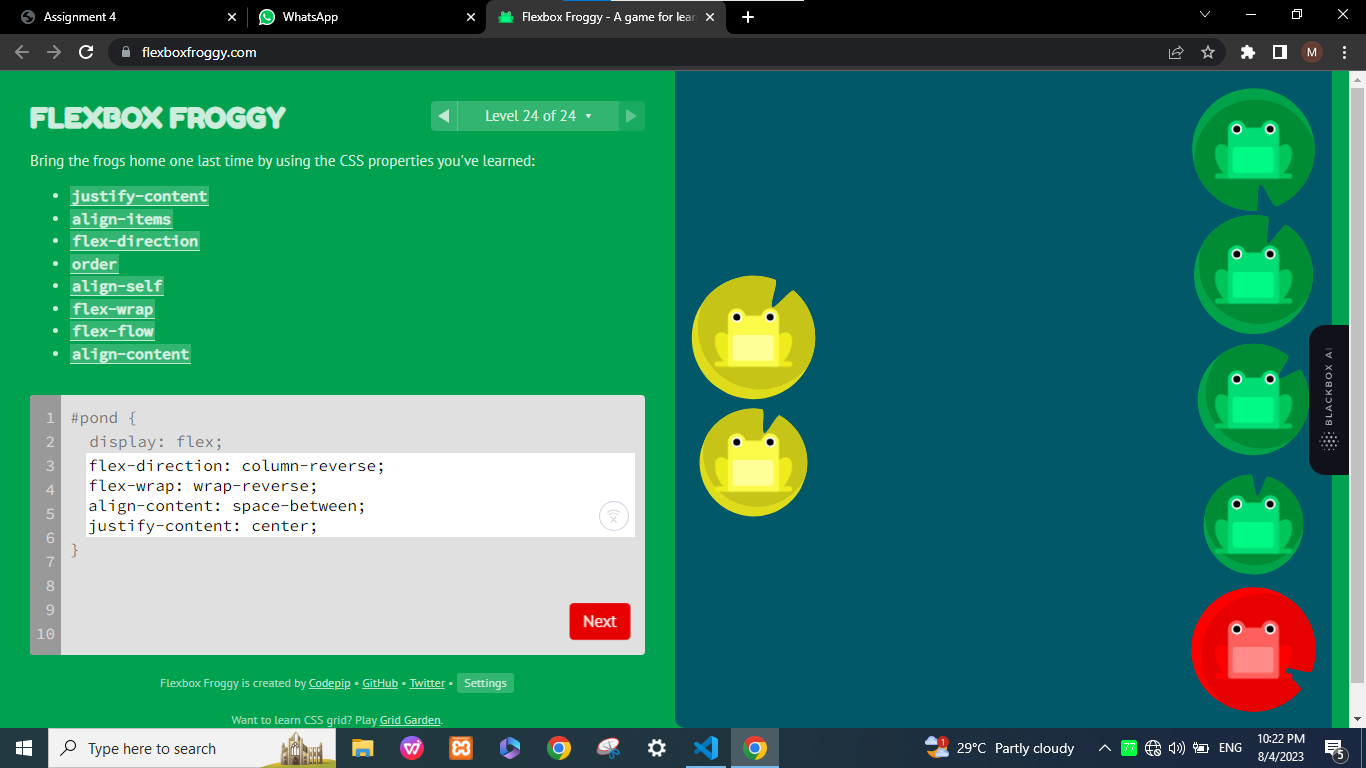 Assignment 4
WhatsApp
Flexbox Froggy - A game for lear
flexboxfroggy.com
M
FLEXBOX FROGGY
Level 24 of 24
Bring the frogs home one last time by using the CSS properties you've learned:
• justify-content
• align-items
• flex-direction
• order
• align-self
• flex-wrap
• flex-flow
• align-content
1 #pond {
2 display: flex;
3 flex-direction: column-reverse;
4 flex-wrap: wrap-reverse;
5 align-content: space-between;
6 justify-content: center;
7 }
8
9
10
Next
Flexbox Froggy is created by Codepip • GitHub • Twitter • Settings
Want to learn CSS grid? Play Grid Garden.
BLACKBOX AI
Type here to search
1
29°C Partly cloudy
77
ENG
10:22 PM
8/4/2023
5